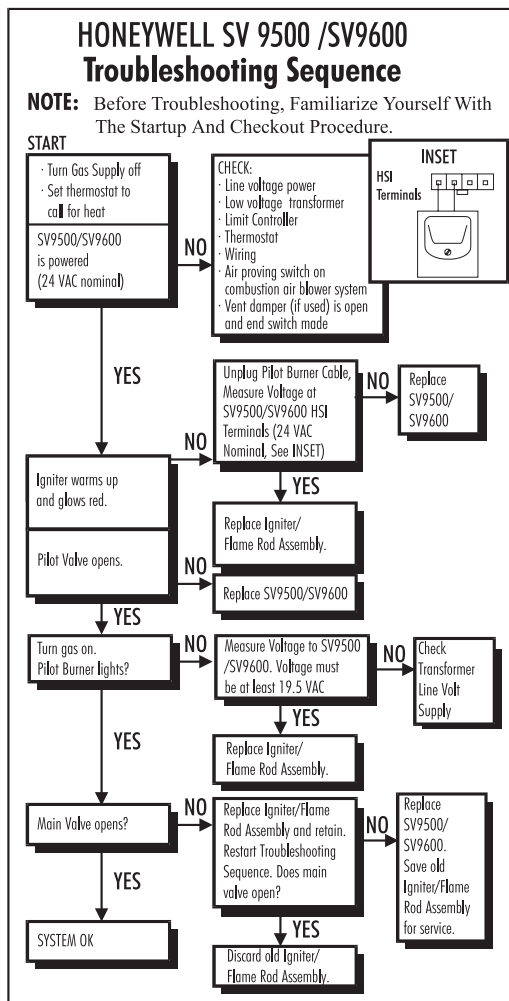 HONEYWELL SV 9500 /SV9600
Troubleshooting Sequence
NOTE: Before Troubleshooting, Familiarize Yourself With
The Startup And Checkout Procedure.
START
· Turn Gas Supply off
· Set thermostat to
call for heat
SV9500/SV9600
is powered
(24 VAC nominal)
NO
CHECK:
· Line voltage power
· Low voltage transformer
· Limit Controller
· Thermostat
· Wiring
· Air proving switch on
combustion air blower system
· Vent damper (if used) is open
and end switch made
INSET
HSI
Terminals
YES
Igniter warms up
and glows red.
NO
Unplug Pilot Burner Cable,
Measure Voltage at
SV9500/SV9600 HSI
Terminals (24 VAC
Nominal, See INSET)
NO
Replace
SV9500/
SV9600
YES
Replace Igniter/
Flame Rod Assembly.
Pilot Valve opens.
NO
Replace SV9500/SV9600
YES
Turn gas on.
Pilot Burner lights?
NO
Measure Voltage to SV9500
/SV9600. Voltage must
be at least 19.5 VAC
NO
Check
Transformer
Line Volt
Supply
YES
Replace Igniter/
Flame Rod Assembly.
YES
Main Valve opens?
NO
Replace Igniter/Flame
Rod Assembly and retain.
Restart Troubleshooting
Sequence. Does main
valve open?
NO
Replace
SV9500/
SV9600.
Save old
Igniter/Flame
Rod Assembly
for service.
YES
Discard old Igniter/
Flame Rod Assembly.
YES
SYSTEM OK